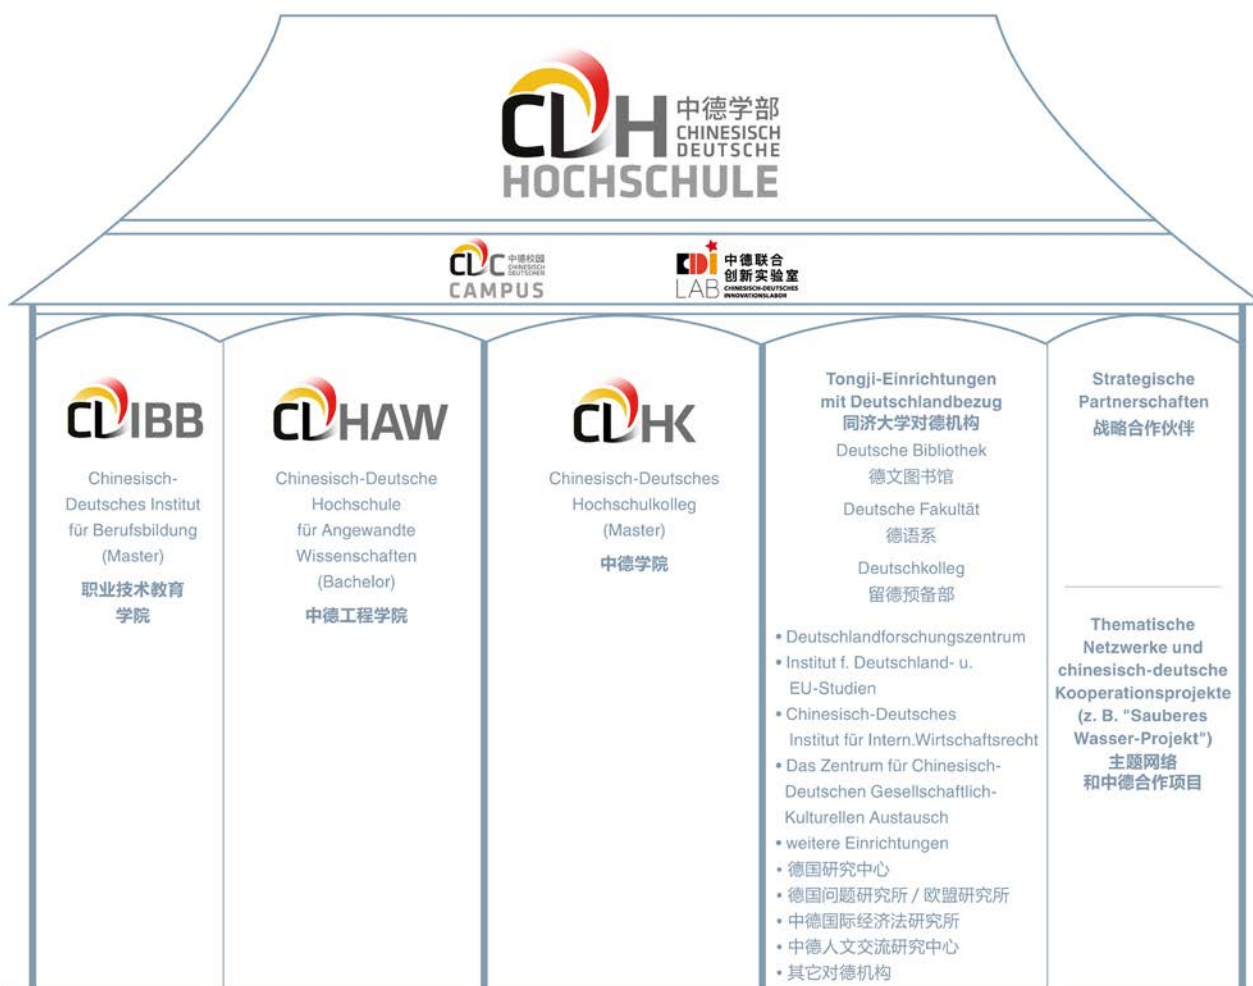 CDH 中德学部
CHINESISCH
DEUTSCHE
HOCHSCHULE
CDC 中德校园
CHINESISCH
DEUTSCHER
CAMPUS
CDi 中德联合
创新实验室
LAB CHINESISCH-DEUTSCHES
INNOVATIONSLABOR
CDIBB
Chinesisch-
Deutsches Institut
für Berufsbildung
(Master)
职业技术教育
学院
CDHAW
Chinesisch-Deutsche
Hochschule
für Angewandte
Wissenschaften
(Bachelor)
中德工程学院
CDHK
Chinesisch-Deutsches
Hochschulkolleg
(Master)
中德学院
Tongji-Einrichtungen
mit Deutschlandbezug
同济大学对德机构
Deutsche Bibliothek
德文图书馆
Deutsche Fakultät
德语系
Deutschkolleg
留德预备部
• Deutschlandforschungszentrum
• Institut f. Deutschland- u.
EU-Studien
• Chinesisch-Deutsches
Institut für Intern.Wirtschaftsrecht
• Das Zentrum für Chinesisch-
Deutschen Gesellschaftlich-
Kulturellen Austausch
• weitere Einrichtungen
• 德国研究中心
• 德国问题研究所 / 欧盟研究所
• 中德国际经济法研究所
• 中德人文交流研究中心
• 其它对德机构
Strategische
Partnerschaften
战略合作伙伴
Thematische
Netzwerke und
chinesisch-deutsche
Kooperationsprojekte
(z. B. "Sauberes
Wasser-Projekt")
主题网络
和中德合作项目